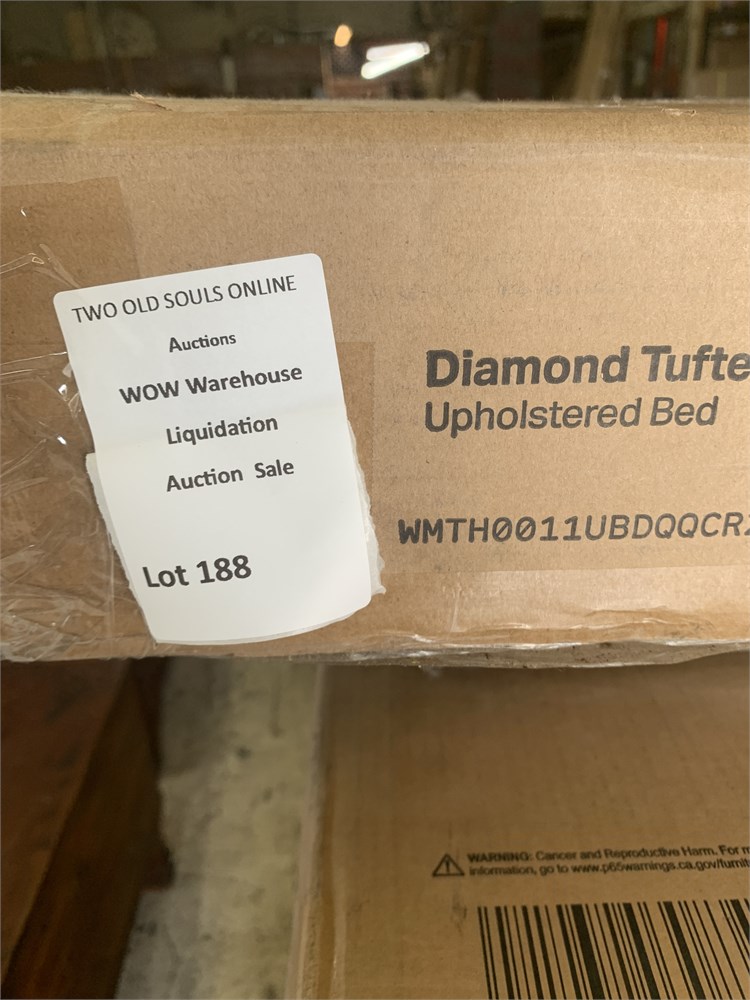 TWO OLD SOULS ONLINE
Auctions
WOW Warehouse
Liquidation
Auction Sale
Lot 188
Diamond Tufte
Upholstered Bed
WMTH0011UBDQQCR
WARNING: Cancer and Reproductive Harm. For
information, go to www.p65warnings.ca.gov/furnit